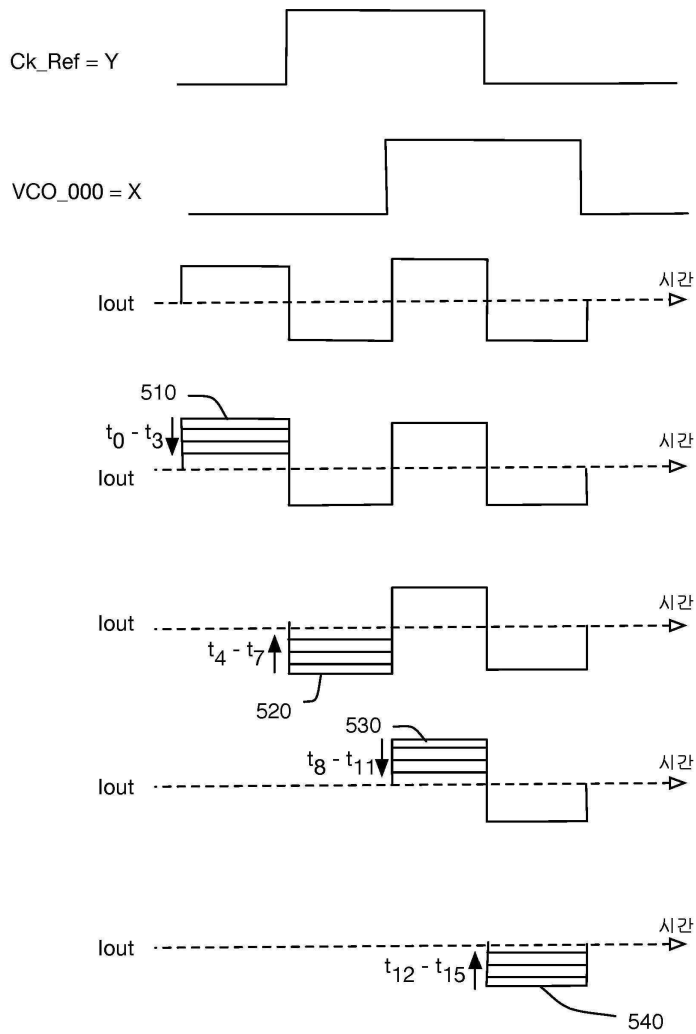 Ck_Ref = Y
VCO_000 = X
시간
Iout
510
t0 - t3
시간
Iout
시간
Iout
t4 - t7
520
530
시간
t8 - t11
Iout
시간
Iout
t12 - t15
540